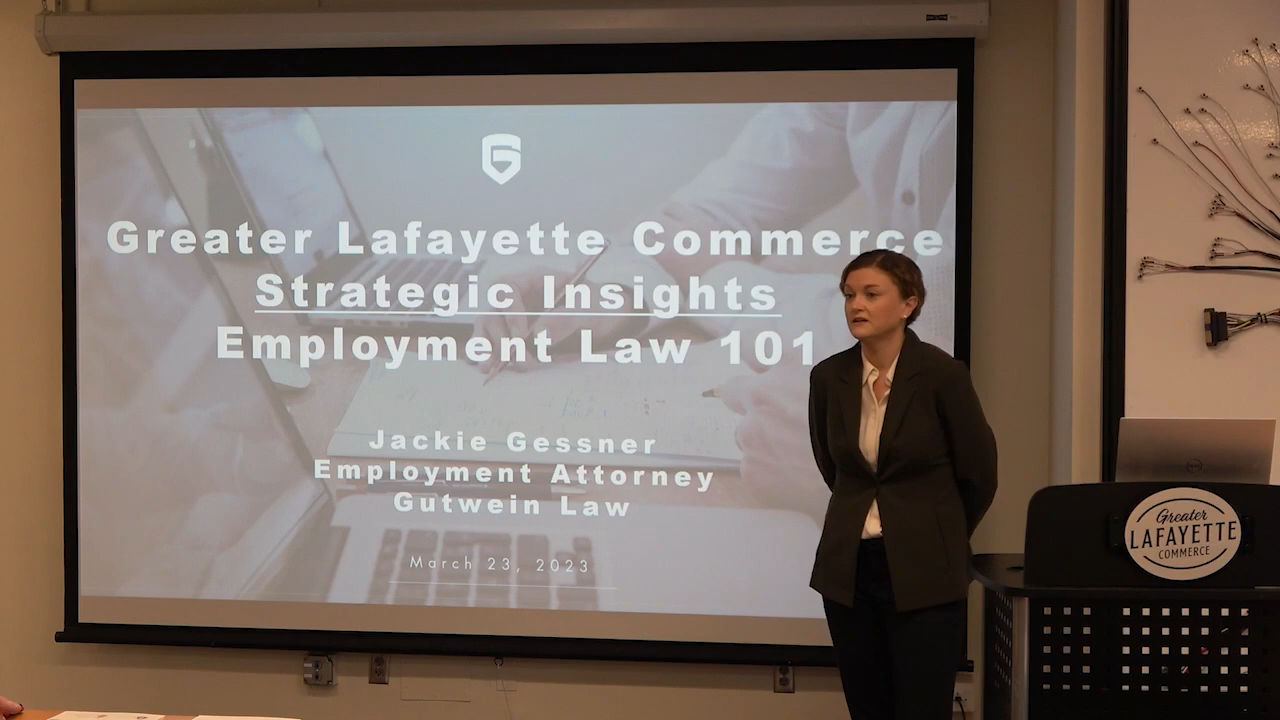 G
Greater Lafayette Commerce
Strategic Insights
Employment Law 101
Jackie Gessner
Employment Attorney
Gutwein Law
March 23, 2023
Greater
LAFAYETTE
COMMERCE